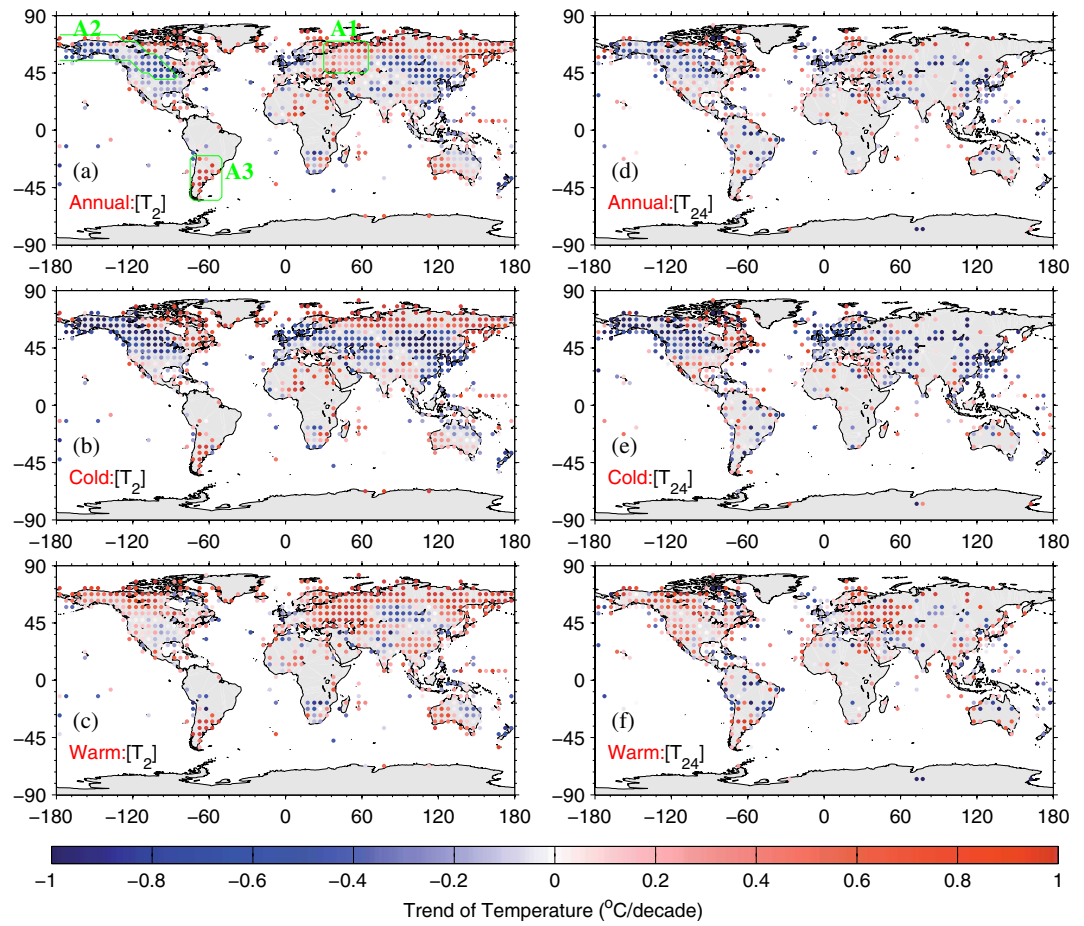 90
45
0
−45
−90
A2
A1
A3
(a)
Annual:[T2]
−180 −120 −60 0 60 120 180
90
45
0
−45
−90
(d)
Annual:[T24]
−180 −120 −60 0 60 120 180
90
45
0
−45
−90
(b)
Cold:[T2]
−180 −120 −60 0 60 120 180
90
45
0
−45
−90
(e)
Cold:[T24]
−180 −120 −60 0 60 120 180
90
45
0
−45
−90
(c)
Warm:[T2]
−180 −120 −60 0 60 120 180
90
45
0
−45
−90
(f)
Warm:[T24]
−180 −120 −60 0 60 120 180
−1 −0.8 −0.6 −0.4 −0.2 0 0.2 0.4 0.6 0.8 1
Trend of Temperature (°C/decade)